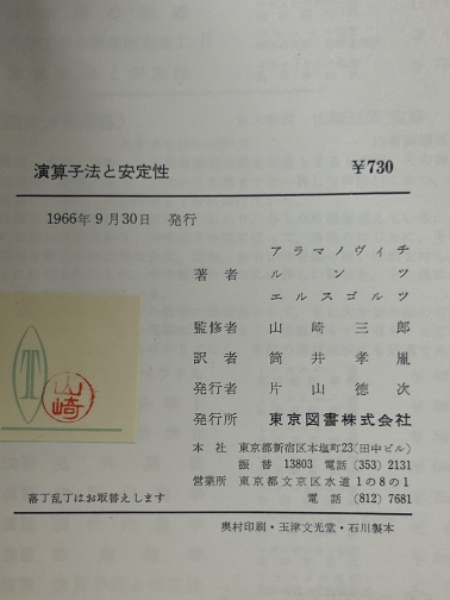 演算子法と安定性 ¥730
1966年9月30日 発行
アラマノヴィチ
著者 ルンツ
エルスゴルツ
監修者 山崎三郎
訳者 筒井孝胤
発行者 片山徳次
発行所 東京図書株式会社
本社 東京都新宿区本塩町23(田中ビル)
振替 13803 電話 (353) 2131
営業所 東京都文京区水道1の8の1
電話 (812) 7681
落丁乱丁はお取替えします
奥村印刷・玉津文光堂・石川製本
T
山崎